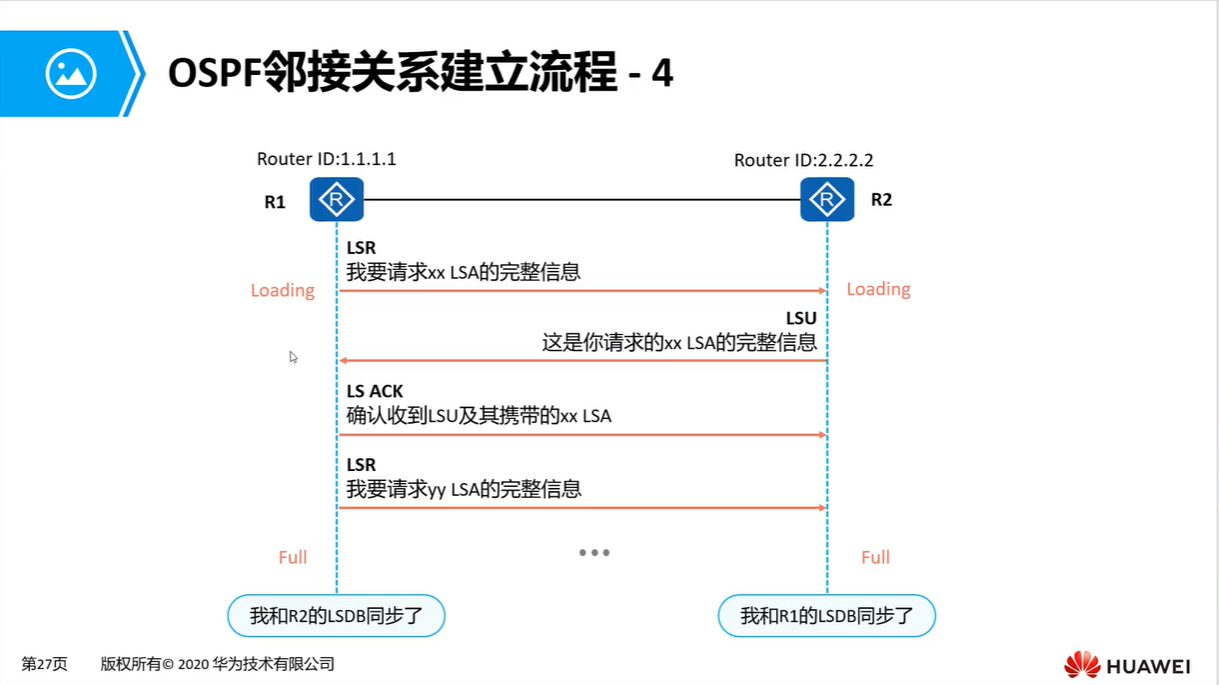 OSPF邻接关系建立流程 - 4
Router ID:1.1.1.1
Router ID:2.2.2.2
R1
R
R
R2
LSR
我要请求xx LSA的完整信息
Loading
Loading
LSU
这是你请求的xx LSA的完整信息
LS ACK
确认收到LSU及其携带的xx LSA
LSR
我要请求yy LSA的完整信息
•••
Full
Full
我和R2的LSDB同步了
我和R1的LSDB同步了
第27页
版权所有© 2020 华为技术有限公司
HUAWEI